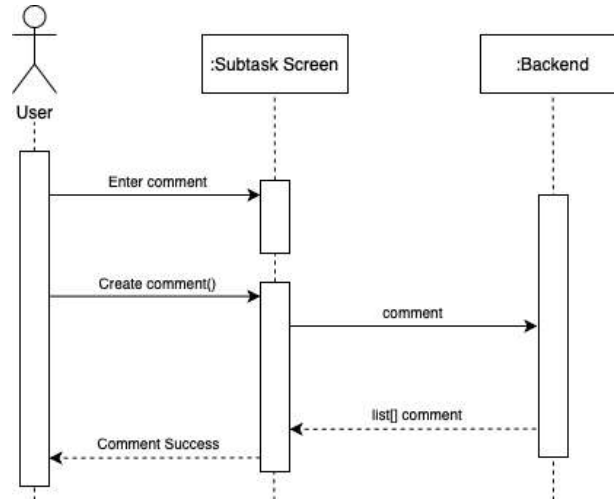 :Subtask Screen
:Backend
User
Enter comment
Create comment()
comment
list[] comment
Comment Success